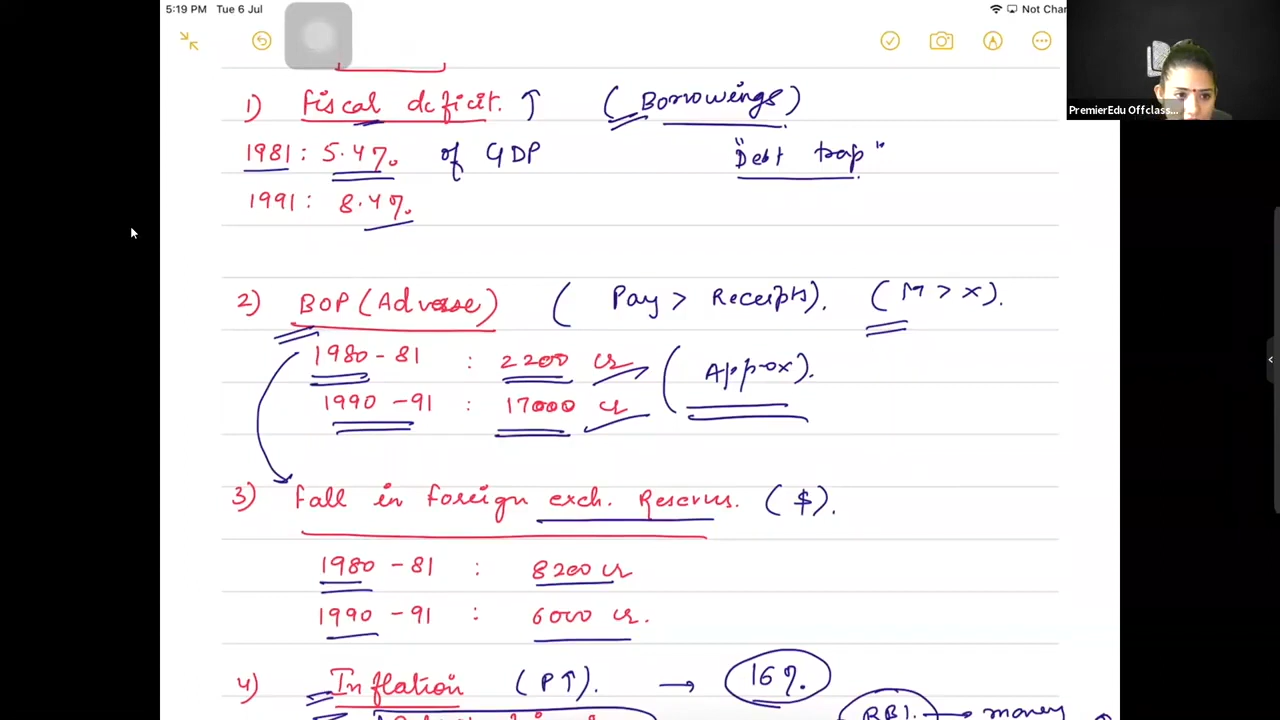 5:19 PM Tue 6 Jul
Not Char
PremierEdu Offclass...
1) Fiscal deficit. ↑ (Borrowings)
1981 : 5.4% of GDP "Debt trap"
1991 : 8.4%
2) BOP (Adverse) ( Pay > Receipts). (M > X).
1980 - 81 : 2200 cr (Approx).
1990 - 91 : 17000 cr
3) Fall in foreign exch. Reserves. ($).
1980 - 81 : 8200 cr
1990 - 91 : 6000 cr.
4) Inflation (P↑). → 16%
RBI. → money